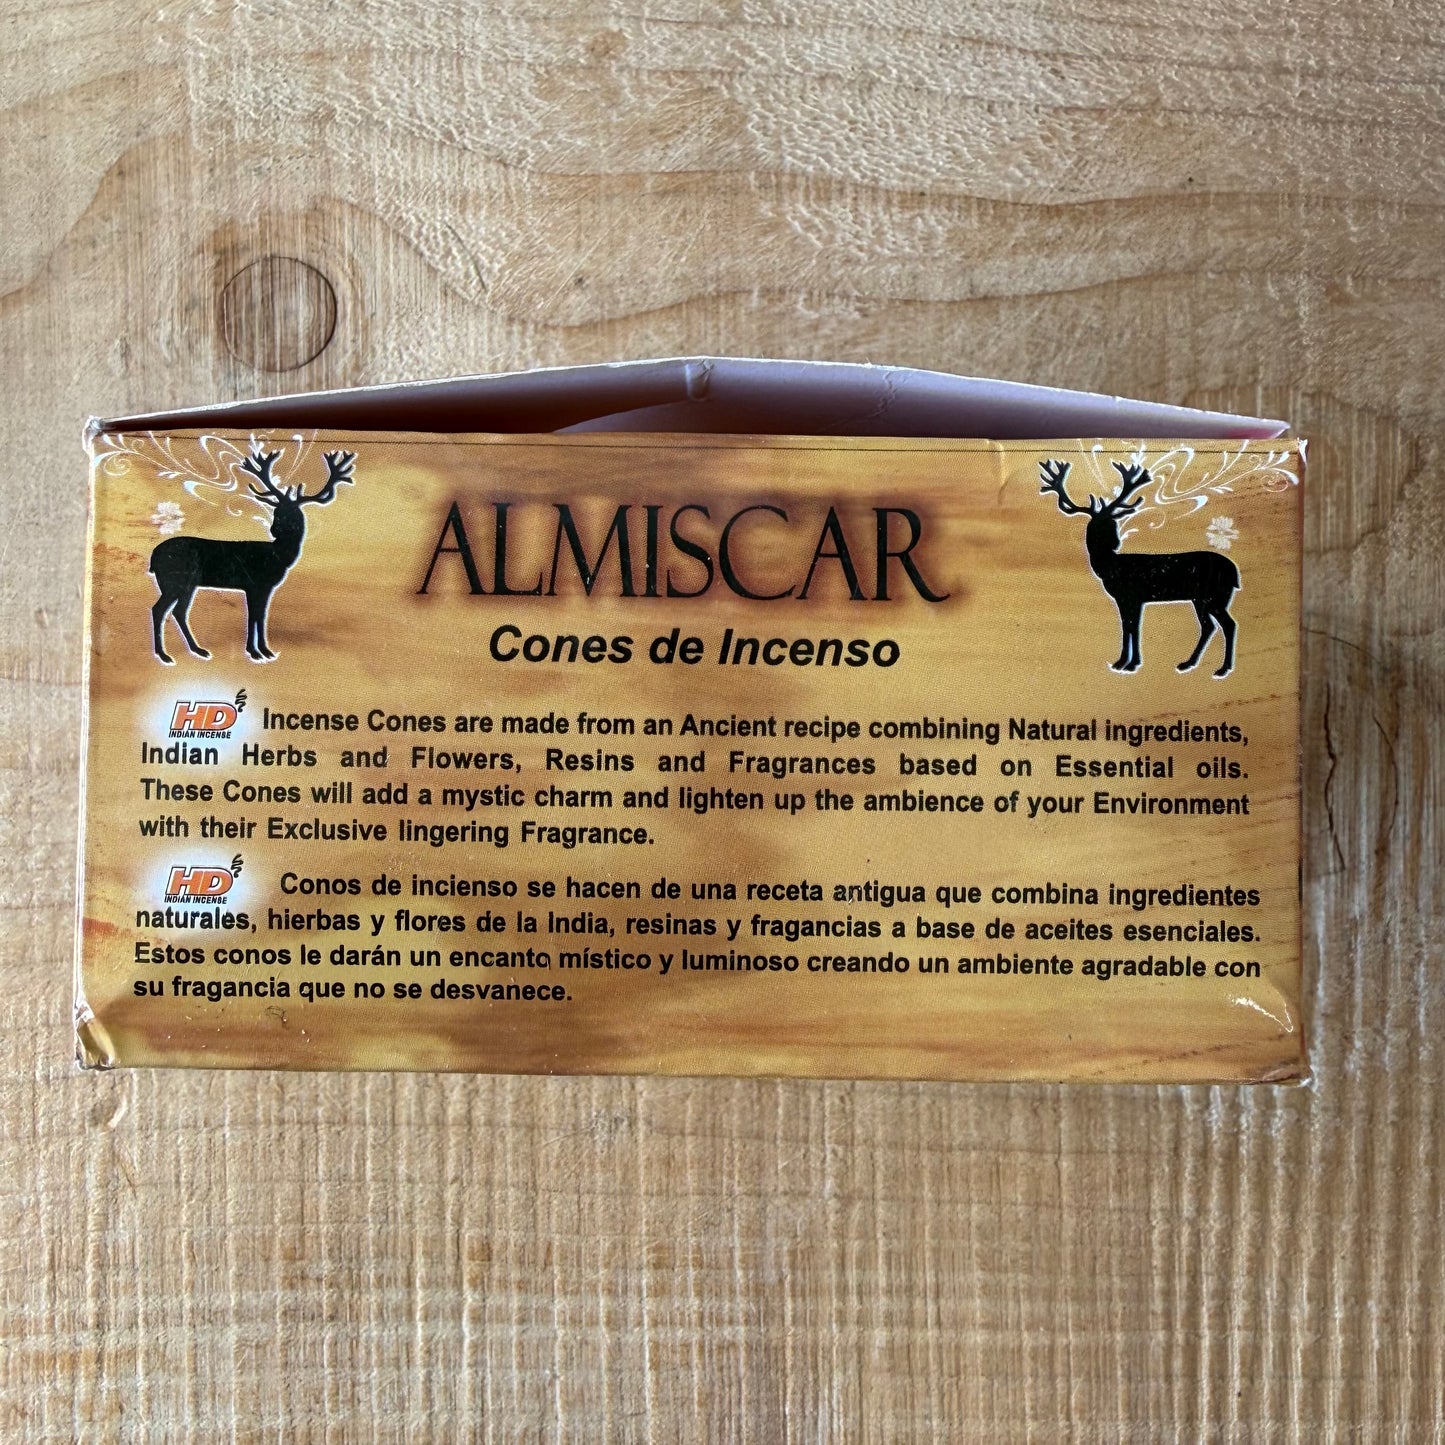 ALMISCAR
Cones de Incenso
HD Incense Cones are made from an Ancient recipe combining Natural ingredients,
INDIAN INCENSE
Indian Herbs and Flowers, Resins and Fragrances based on Essential oils.
These Cones will add a mystic charm and lighten up the ambience of your Environment
with their Exclusive lingering Fragrance.
HD Conos de incienso se hacen de una receta antigua que combina ingredientes
INDIAN INCENSE
naturales, hierbas y flores de la India, resinas y fragancias a base de aceites esenciales.
Estos conos le darán un encanto místico y luminoso creando un ambiente agradable con
su fragancia que no se desvanece.